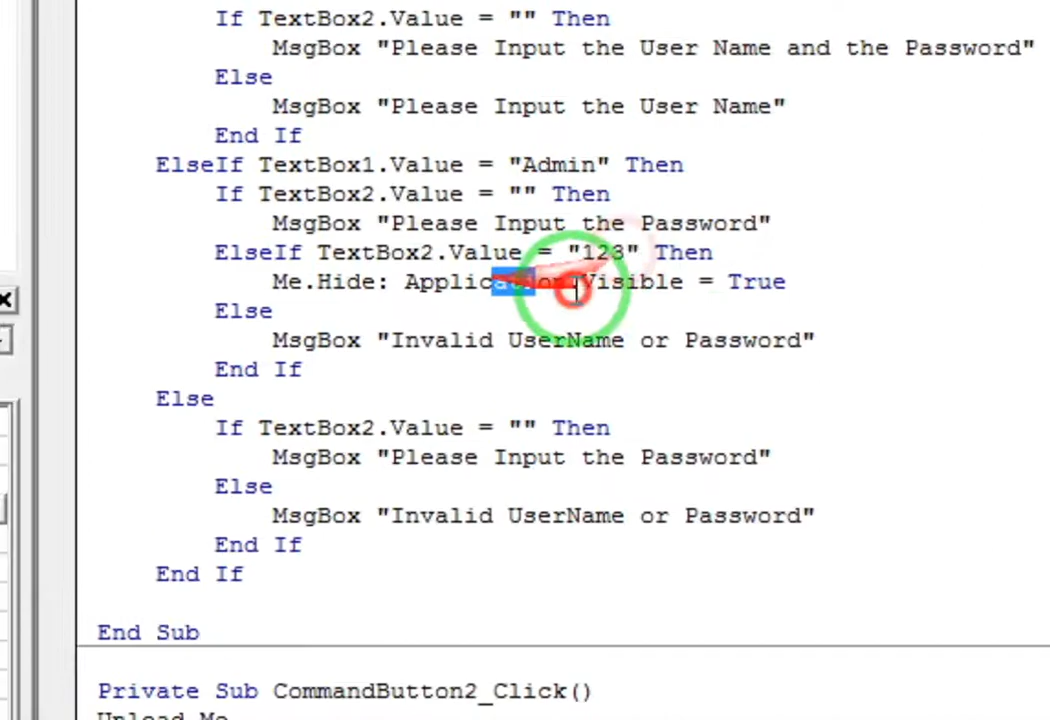 If TextBox2.Value = "" Then
MsgBox "Please Input the User Name and the Password"
Else
MsgBox "Please Input the User Name"
End If
ElseIf TextBox1.Value = "Admin" Then
If TextBox2.Value = "" Then
MsgBox "Please Input the Password"
ElseIf TextBox2.Value = "123" Then
Me.Hide: Application.Visible = True
Else
MsgBox "Invalid UserName or Password"
End If
Else
If TextBox2.Value = "" Then
MsgBox "Please Input the Password"
Else
MsgBox "Invalid UserName or Password"
End If
End If
End Sub
Private Sub CommandButton2_Click()
Unload Me